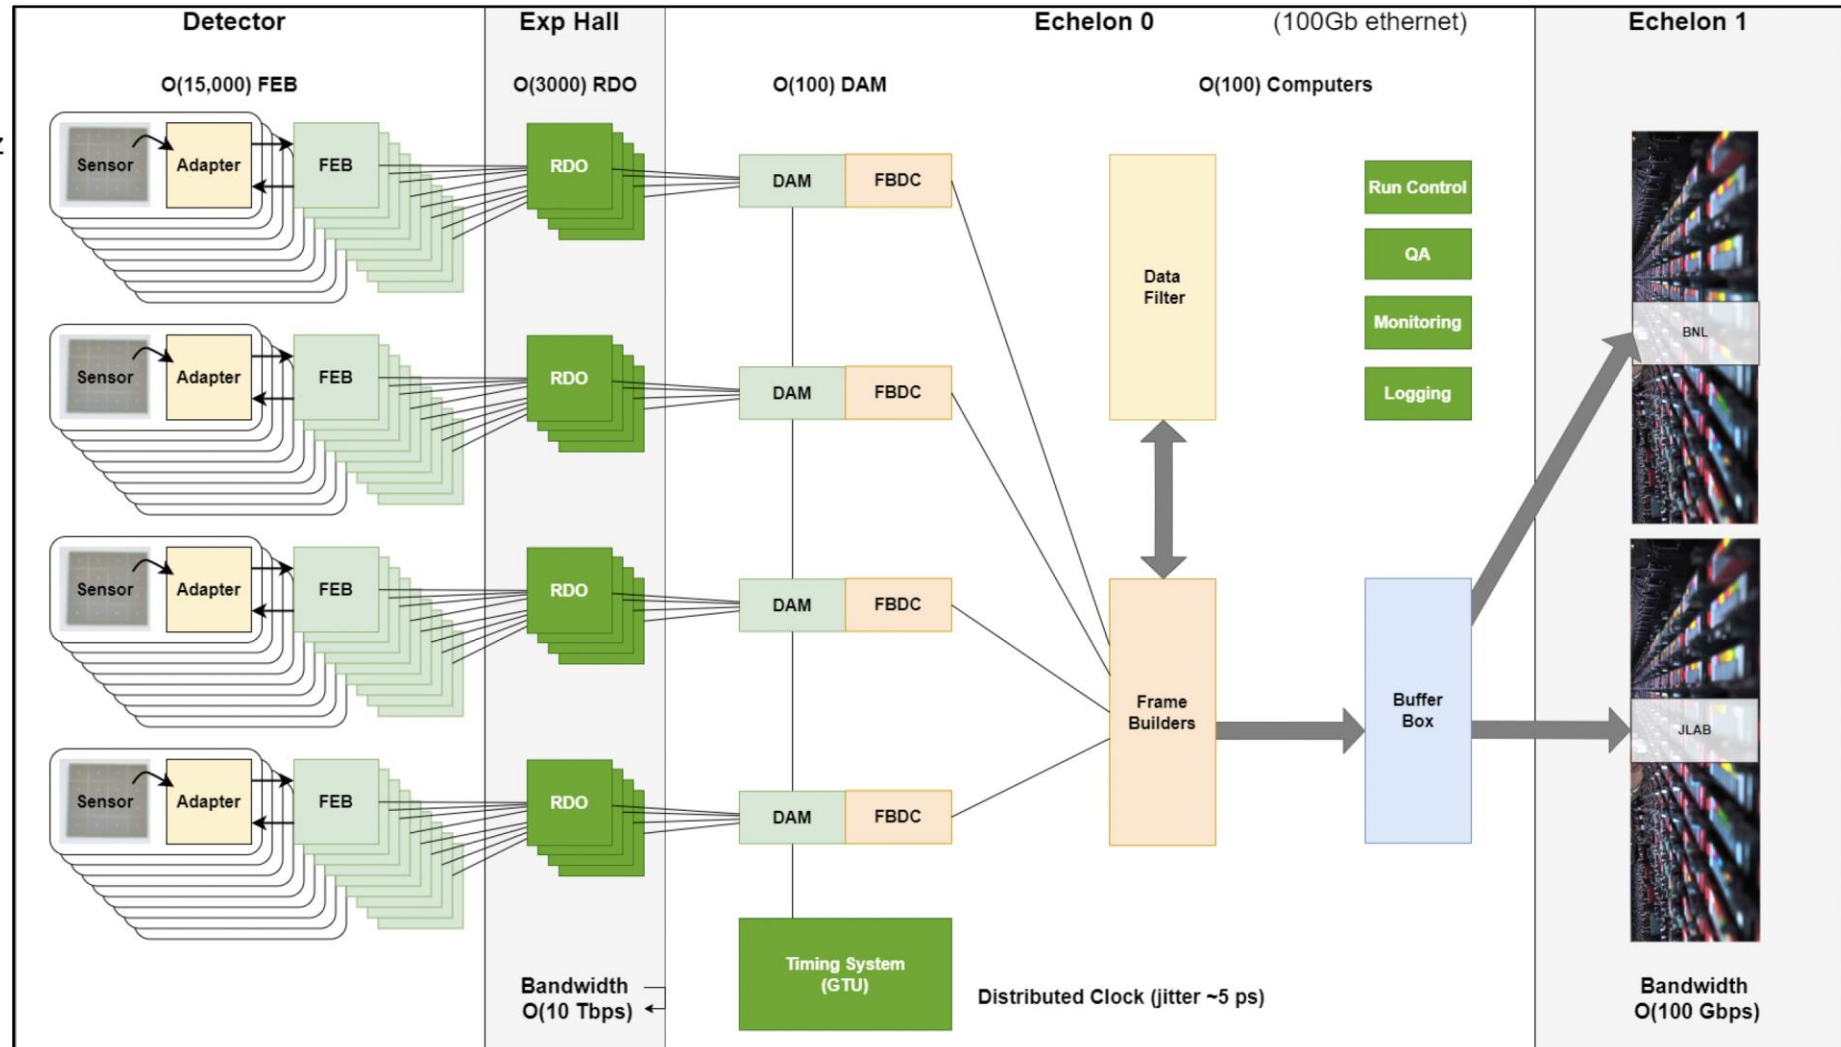 Detector
Exp Hall
Echelon 0
(100Gb ethernet)
Echelon 1
O(15,000) FEB
O(3000) RDO
O(100) DAM
O(100) Computers
z
Sensor
Adapter
FEB
RDO
DAM
FBDC
Sensor
Adapter
FEB
RDO
DAM
FBDC
Sensor
Adapter
FEB
RDO
DAM
FBDC
Sensor
Adapter
FEB
RDO
DAM
FBDC
Data
Filter
Run Control
QA
Monitoring
Logging
Frame
Builders
Buffer
Box
BNL
JLAB
Timing System
(GTU)
Bandwidth
O(10 Tbps)
Distributed Clock (jitter ~5 ps)
Bandwidth
O(100 Gbps)